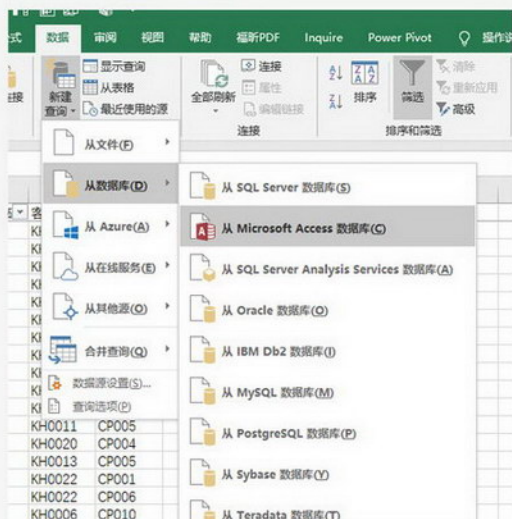 式 数据 审阅 视图 帮助 福昕PDF Inquire Power Pivot 操作说
显示查询
从表格
最近使用的源
新建
查询
连接
全部刷新
连接
属性
编辑链接
连接
排序
筛选
清除
重新应用
高级
排序和筛选
从文件(F)
从数据库(D)
从 Azure(A)
从在线服务(E)
从其他源(O)
合并查询(Q)
数据源设置(S)...
查询选项(P)
从 SQL Server 数据库(S)
从 Microsoft Access 数据库(C)
从 SQL Server Analysis Services 数据库(A)
从 Oracle 数据库(O)
从 IBM Db2 数据库(I)
从 MySQL 数据库(M)
从 PostgreSQL 数据库(P)
从 Sybase 数据库(Y)
从 Teradata 数据库(T)
KH0011 CP005
KH0020 CP004
KH0013 CP005
KH0022 CP001
KH0022 CP006
KH0006 CP010